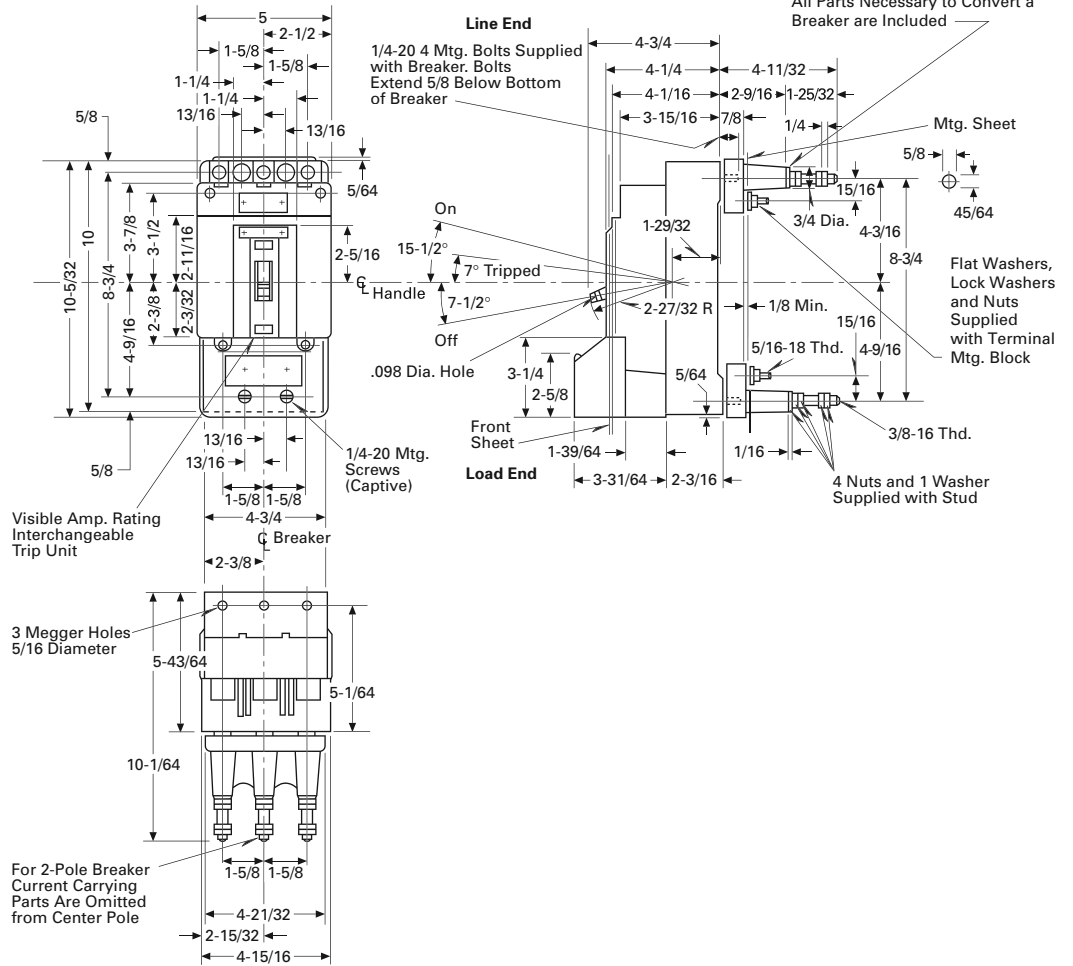 All Parts Necessary to Convert a
Breaker are Included
Line End
1/4-20 4 Mtg. Bolts Supplied
with Breaker. Bolts
Extend 5/8 Below Bottom
of Breaker
5
2-1/2
1-5/8
1-5/8
1-1/4
1-1/4
13/16
13/16
5/8
5/64
10-5/32
10
8-3/4
3-7/8
3-1/2
2-11/16
2-5/16
4-9/16
2-3/8
2-3/32
5/8
13/16
13/16
1-5/8
1-5/8
4-3/4
℄ Breaker
2-3/8
℄ Handle
On
15-1/2°
7° Tripped
7-1/2°
Off
.098 Dia. Hole
1/4-20 Mtg.
Screws
(Captive)
Visible Amp. Rating
Interchangeable
Trip Unit
4-3/4
4-1/4
4-11/32
4-1/16
2-9/16
1-25/32
3-15/16
7/8
1/4
Mtg. Sheet
5/8
45/64
15/16
3/4 Dia.
4-3/16
8-3/4
1-29/32
2-27/32 R
1/8 Min.
Flat Washers,
Lock Washers
and Nuts
Supplied
with Terminal
Mtg. Block
15/16
4-9/16
5/16-18 Thd.
3-1/4
2-5/8
5/64
Front
Sheet
1-39/64
1/16
3/8-16 Thd.
Load End
3-31/64
2-3/16
4 Nuts and 1 Washer
Supplied with Stud
3 Megger Holes
5/16 Diameter
5-43/64
5-1/64
10-1/64
For 2-Pole Breaker
Current Carrying
Parts Are Omitted
from Center Pole
1-5/8
1-5/8
4-21/32
2-15/32
4-15/16